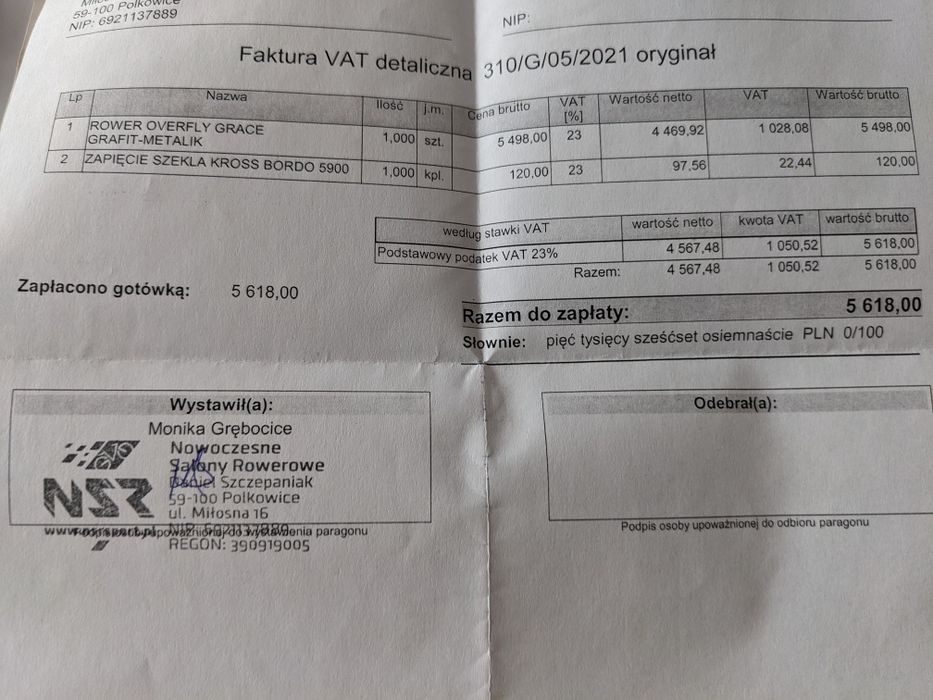 59-100 Polkowice
NIP: 6921137889
NIP:
Faktura VAT detaliczna 310/G/05/2021 oryginał
Lp Nazwa Ilość j.m. Cena brutto VAT [%] Wartość netto VAT Wartość brutto
1 ROWER OVERFLY GRACE GRAFIT-METALIK 1,000 szt. 5 498,00 23 4 469,92 1 028,08 5 498,00
2 ZAPIĘCIE SZEKLA KROSS BORDO 5900 1,000 kpl. 120,00 23 97,56 22,44 120,00
według stawki VAT wartość netto kwota VAT wartość brutto
Podstawowy podatek VAT 23% 4 567,48 1 050,52 5 618,00
Razem: 4 567,48 1 050,52 5 618,00
Zapłacono gotówką: 5 618,00
Razem do zapłaty: 5 618,00
Słownie: pięć tysięcy sześćset osiemnaście PLN 0/100
Wystawił(a):
Monika Grębocice
NSR
Nowoczesne
Salony Rowerowe
Daniel Szczepaniak
59-100 Polkowice
ul. Miłosna 16
NIP: 6921137889
REGON: 390919005
Odebrał(a):
Podpis osoby upoważnionej do odbioru paragonu